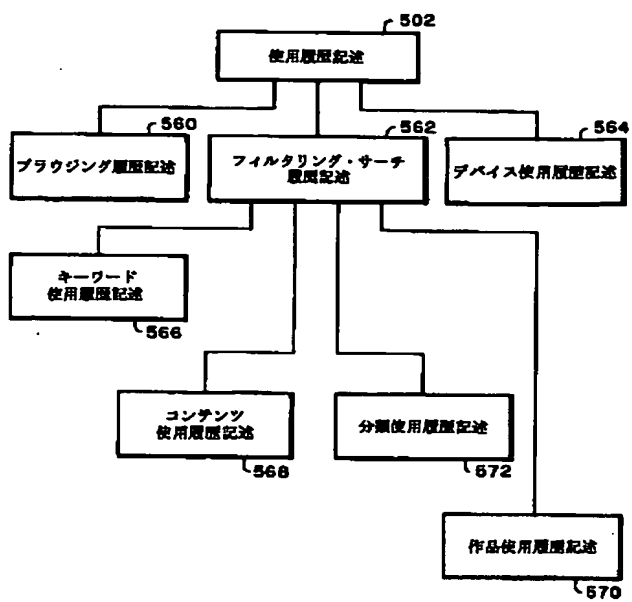 502
使用履歴記述
560
ブラウジング履歴記述
562
フィルタリング・サーチ
履歴記述
564
デバイス使用履歴記述
キーワード
使用履歴記述
566
コンテンツ
使用履歴記述
568
分類使用履歴記述
572
作品使用履歴記述
570